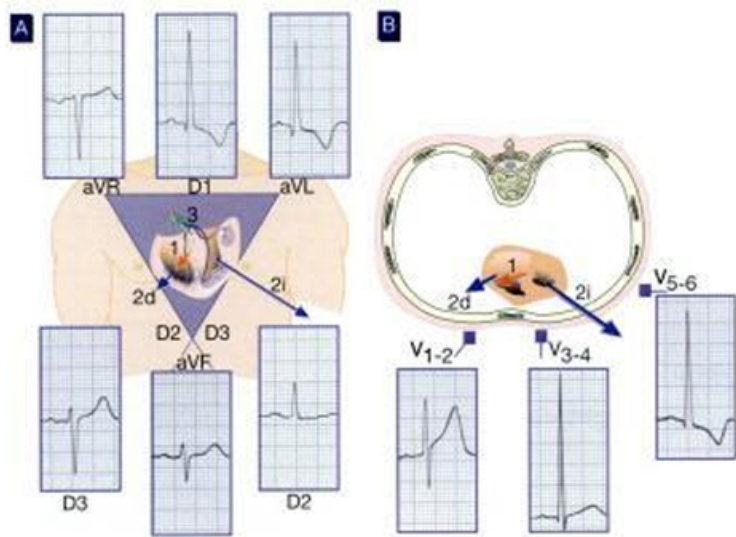 A
B
aVR D1 aVL
3
1
2d
2i
D2 D3
aVF
D3
D2
1
2d
2i
V5-6
V1-2
V3-4